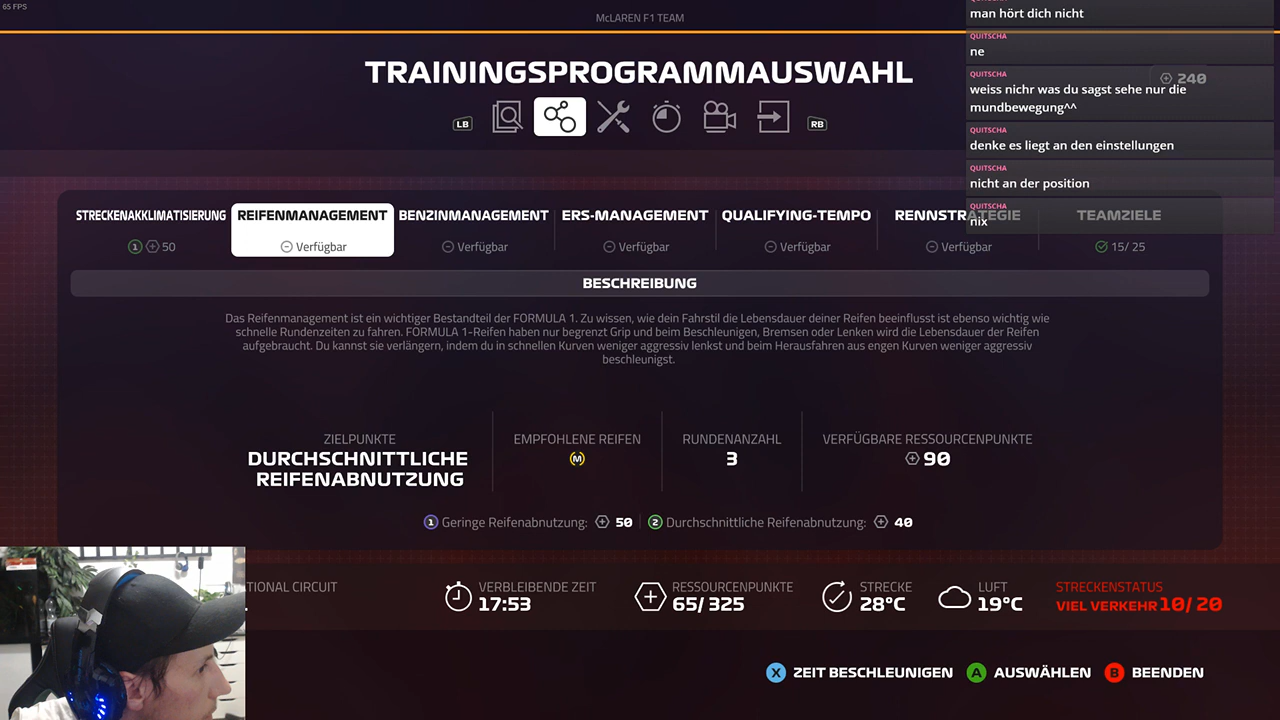 65 FPS
McLAREN F1 TEAM
TRAININGSPROGRAMMAUSWAHL
LB
RB
240
QUITSCHA
man hört dich nicht
QUITSCHA
ne
QUITSCHA
weiss nichr was du sagst sehe nur die
mundbewegung^^
QUITSCHA
denke es liegt an den einstellungen
QUITSCHA
nicht an der position
QUITSCHA
nix
STRECKENAKKLIMATISIERUNG
1 50
REIFENMANAGEMENT
Verfügbar
BENZINMANAGEMENT
Verfügbar
ERS-MANAGEMENT
Verfügbar
QUALIFYING-TEMPO
Verfügbar
RENNSTRATEGIE
Verfügbar
TEAMZIELE
15/ 25
BESCHREIBUNG
Das Reifenmanagement ist ein wichtiger Bestandteil der FORMULA 1. Zu wissen, wie dein Fahrstil die Lebensdauer deiner Reifen beeinflusst ist ebenso wichtig wie
schnelle Rundenzeiten zu fahren. FORMULA 1-Reifen haben nur begrenzt Grip und beim Beschleunigen, Bremsen oder Lenken wird die Lebensdauer der Reifen
aufgebraucht. Du kannst sie verlängern, indem du in schnellen Kurven weniger aggressiv lenkst und beim Herausfahren aus engen Kurven weniger aggressiv
beschleunigst.
ZIELPUNKTE
DURCHSCHNITTLICHE
REIFENABNUTZUNG
EMPFOHLENE REIFEN
M
RUNDENANZAHL
3
VERFÜGBARE RESSOURCENPUNKTE
90
1 Geringe Reifenabnutzung: 50
2 Durchschnittliche Reifenabnutzung: 40
TIONAL CIRCUIT
VERBLEIBENDE ZEIT
17:53
RESSOURCENPUNKTE
65/ 325
STRECKE
28°C
LUFT
19°C
STRECKENSTATUS
VIEL VERKEHR 10/ 20
X ZEIT BESCHLEUNIGEN
A AUSWÄHLEN
B BEENDEN